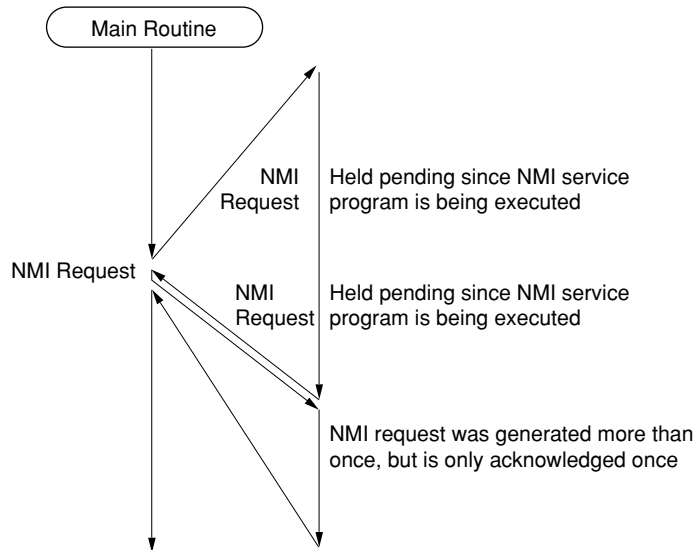 Main Routine
NMI
Request
Held pending since NMI service
program is being executed
NMI Request
NMI
Request
Held pending since NMI service
program is being executed
NMI request was generated more than
once, but is only acknowledged once